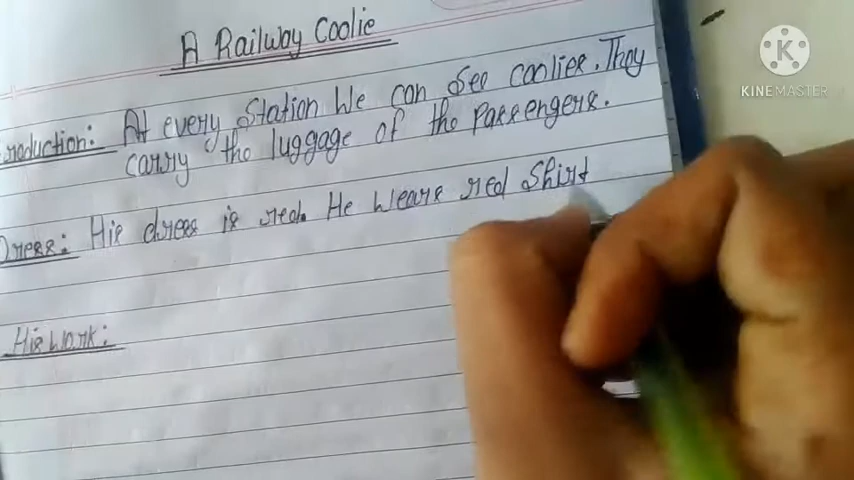 A Railway Coolie
roduction: At every Station We can See coolies. They
carry the luggage of the Passengers.
Dress: His dress is red. He wears red Shirt
His work:
KINEMASTER